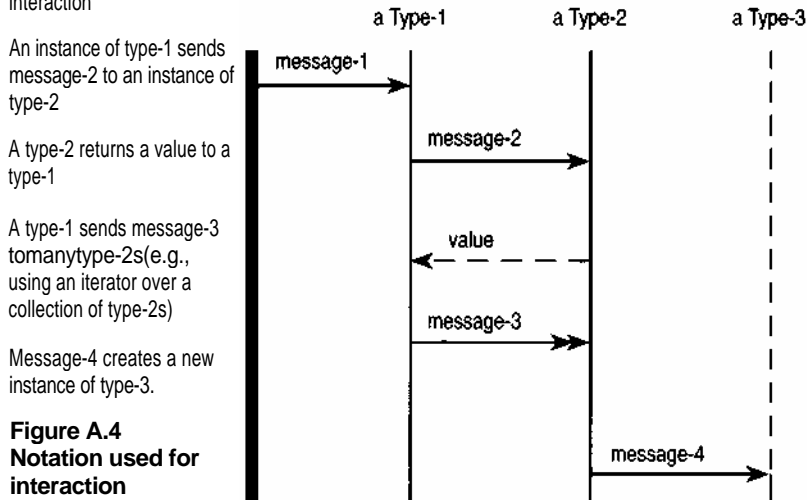 interaction
An instance of type-1 sends
message-2 to an instance of
type-2
A type-2 returns a value to a
type-1
A type-1 sends message-3
tomanytype-2s(e.g.,
using an iterator over a
collection of type-2s)
Message-4 creates a new
instance of type-3.
Figure A.4
Notation used for
interaction
a Type-1
a Type-2
a Type-3
message-1
message-2
value
message-3
message-4